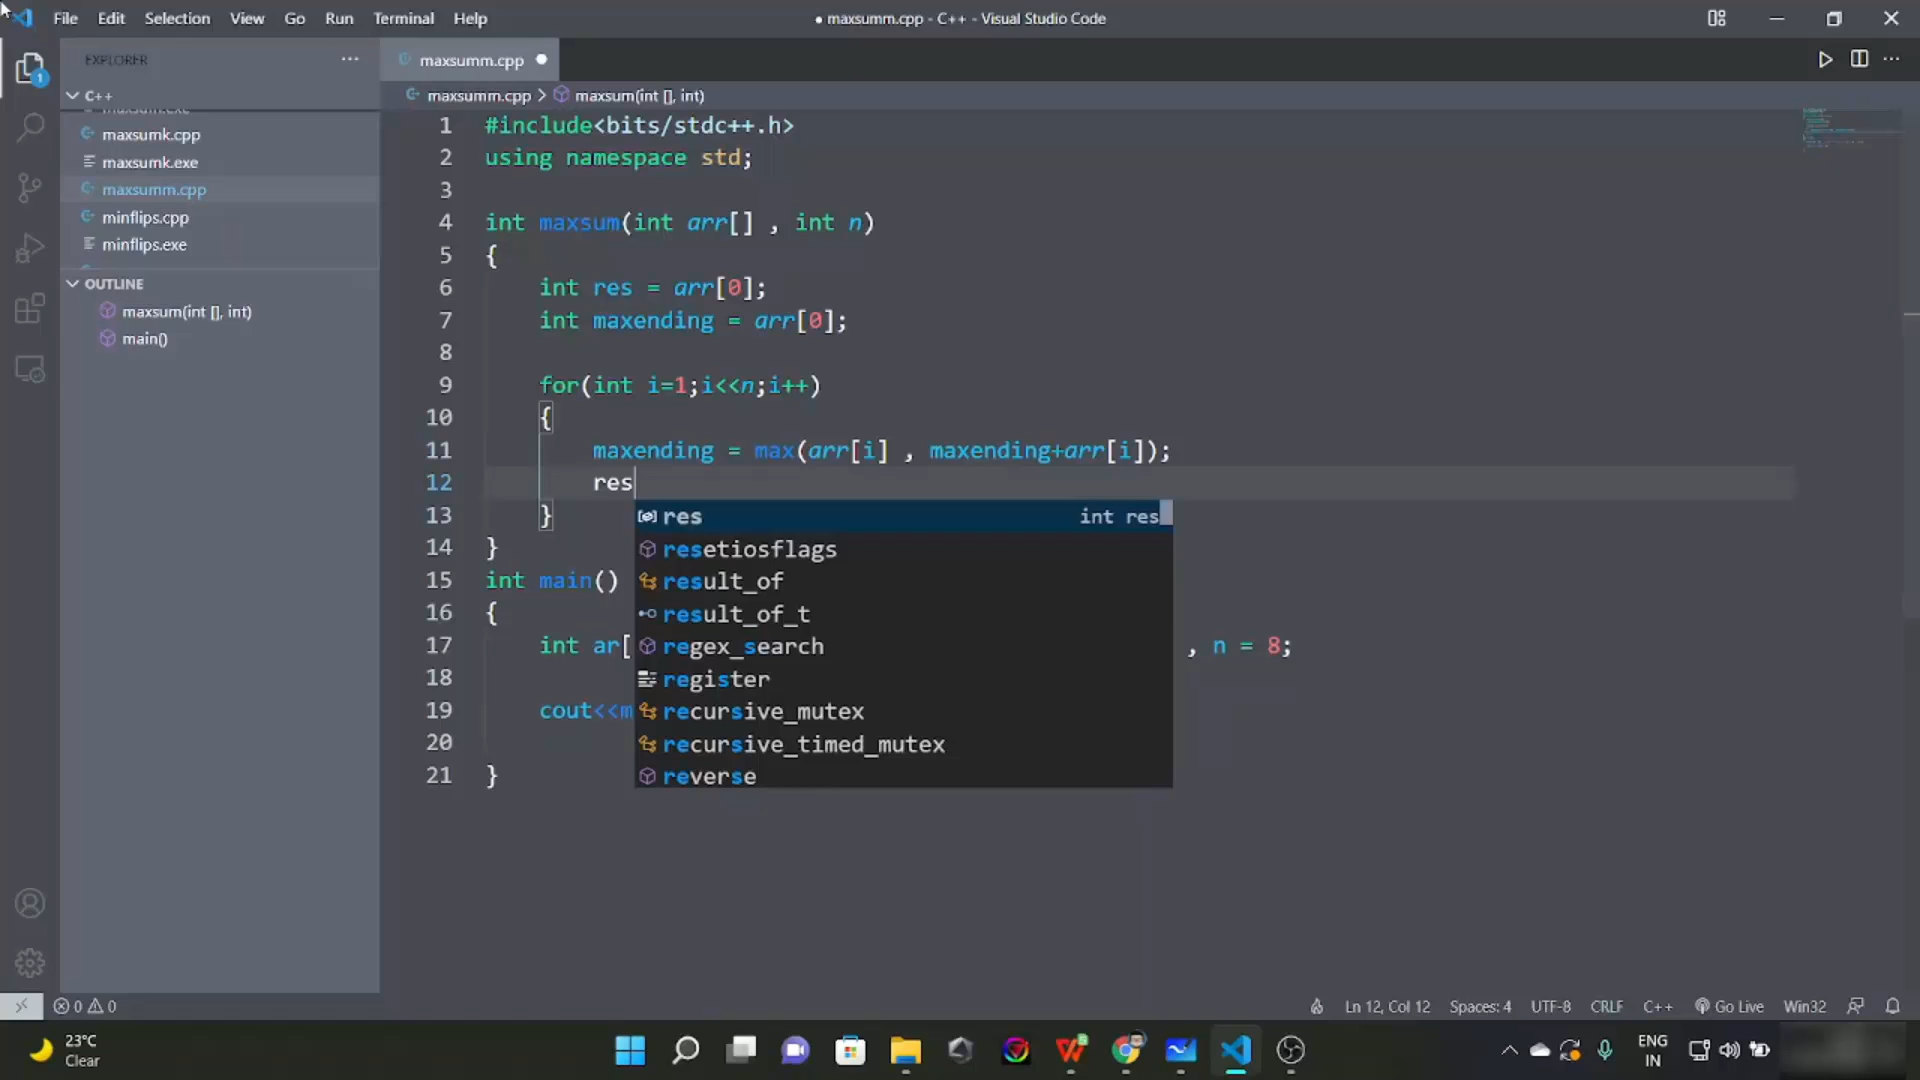 File Edit Selection View Go Run Terminal Help
● maxsumm.cpp - C++ - Visual Studio Code
EXPLORER
maxsumm.cpp
C++
maxsumm.cpp > maxsum(int [], int)
maxsum.exe
maxsumk.cpp
maxsumk.exe
maxsumm.cpp
minflips.cpp
minflips.exe
OUTLINE
maxsum(int [], int)
main()
1 #include<bits/stdc++.h>
2 using namespace std;
3
4 int maxsum(int arr[] , int n)
5 {
6 int res = arr[0];
7 int maxending = arr[0];
8
9 for(int i=1;i<<n;i++)
10 {
11 maxending = max(arr[i] , maxending+arr[i]);
12 res
13 }
14 }
15 int main()
16 {
17 int ar[ , n = 8;
18
19 cout<<m
20
21 }
res int res
resetiosflags
result_of
result_of_t
regex_search
register
recursive_mutex
recursive_timed_mutex
reverse
1
0 0
Ln 12, Col 12 Spaces: 4 UTF-8 CRLF C++ Go Live Win32
23°C
Clear
ENG
IN